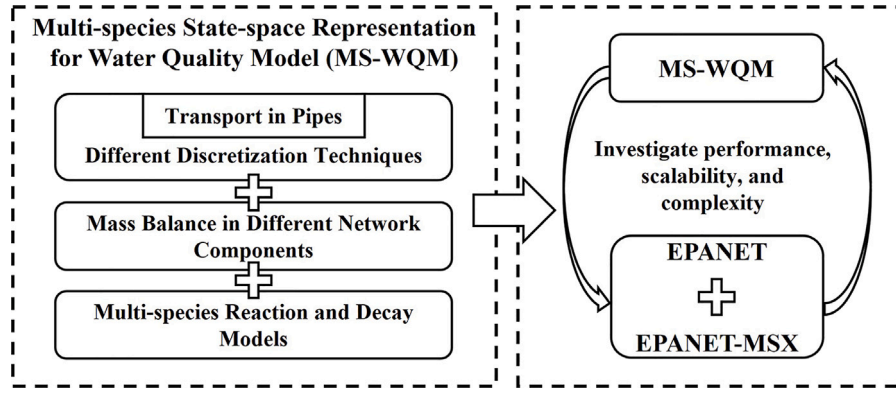 Multi-species State-space Representation
for Water Quality Model (MS-WQM)
Transport in Pipes
Different Discretization Techniques
Mass Balance in Different Network
Components
Multi-species Reaction and Decay
Models
MS-WQM
Investigate performance,
scalability, and
complexity
EPANET
EPANET-MSX